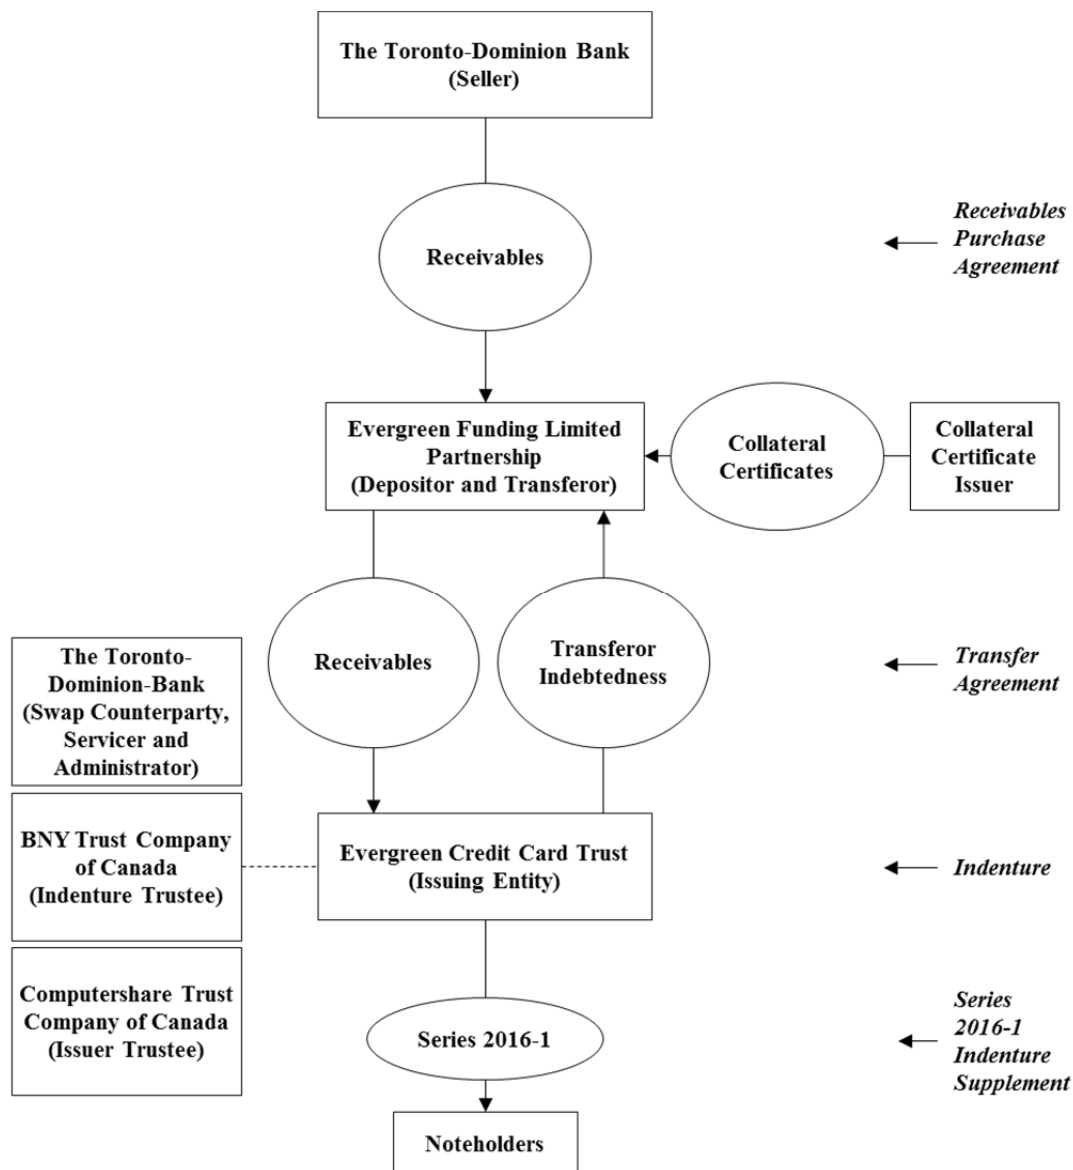 The Toronto-Dominion Bank
(Seller)
Receivables
Receivables
Purchase
Agreement
Evergreen Funding Limited
Partnership
(Depositor and Transferor)
Collateral
Certificates
Collateral
Certificate
Issuer
Receivables
Transferor
Indebtedness
Transfer
Agreement
The Toronto-
Dominion-Bank
(Swap Counterparty,
Servicer and
Administrator)
BNY Trust Company
of Canada
(Indenture Trustee)
Evergreen Credit Card Trust
(Issuing Entity)
Indenture
Computershare Trust
Company of Canada
(Issuer Trustee)
Series 2016-1
Series
2016-1
Indenture
Supplement
Noteholders